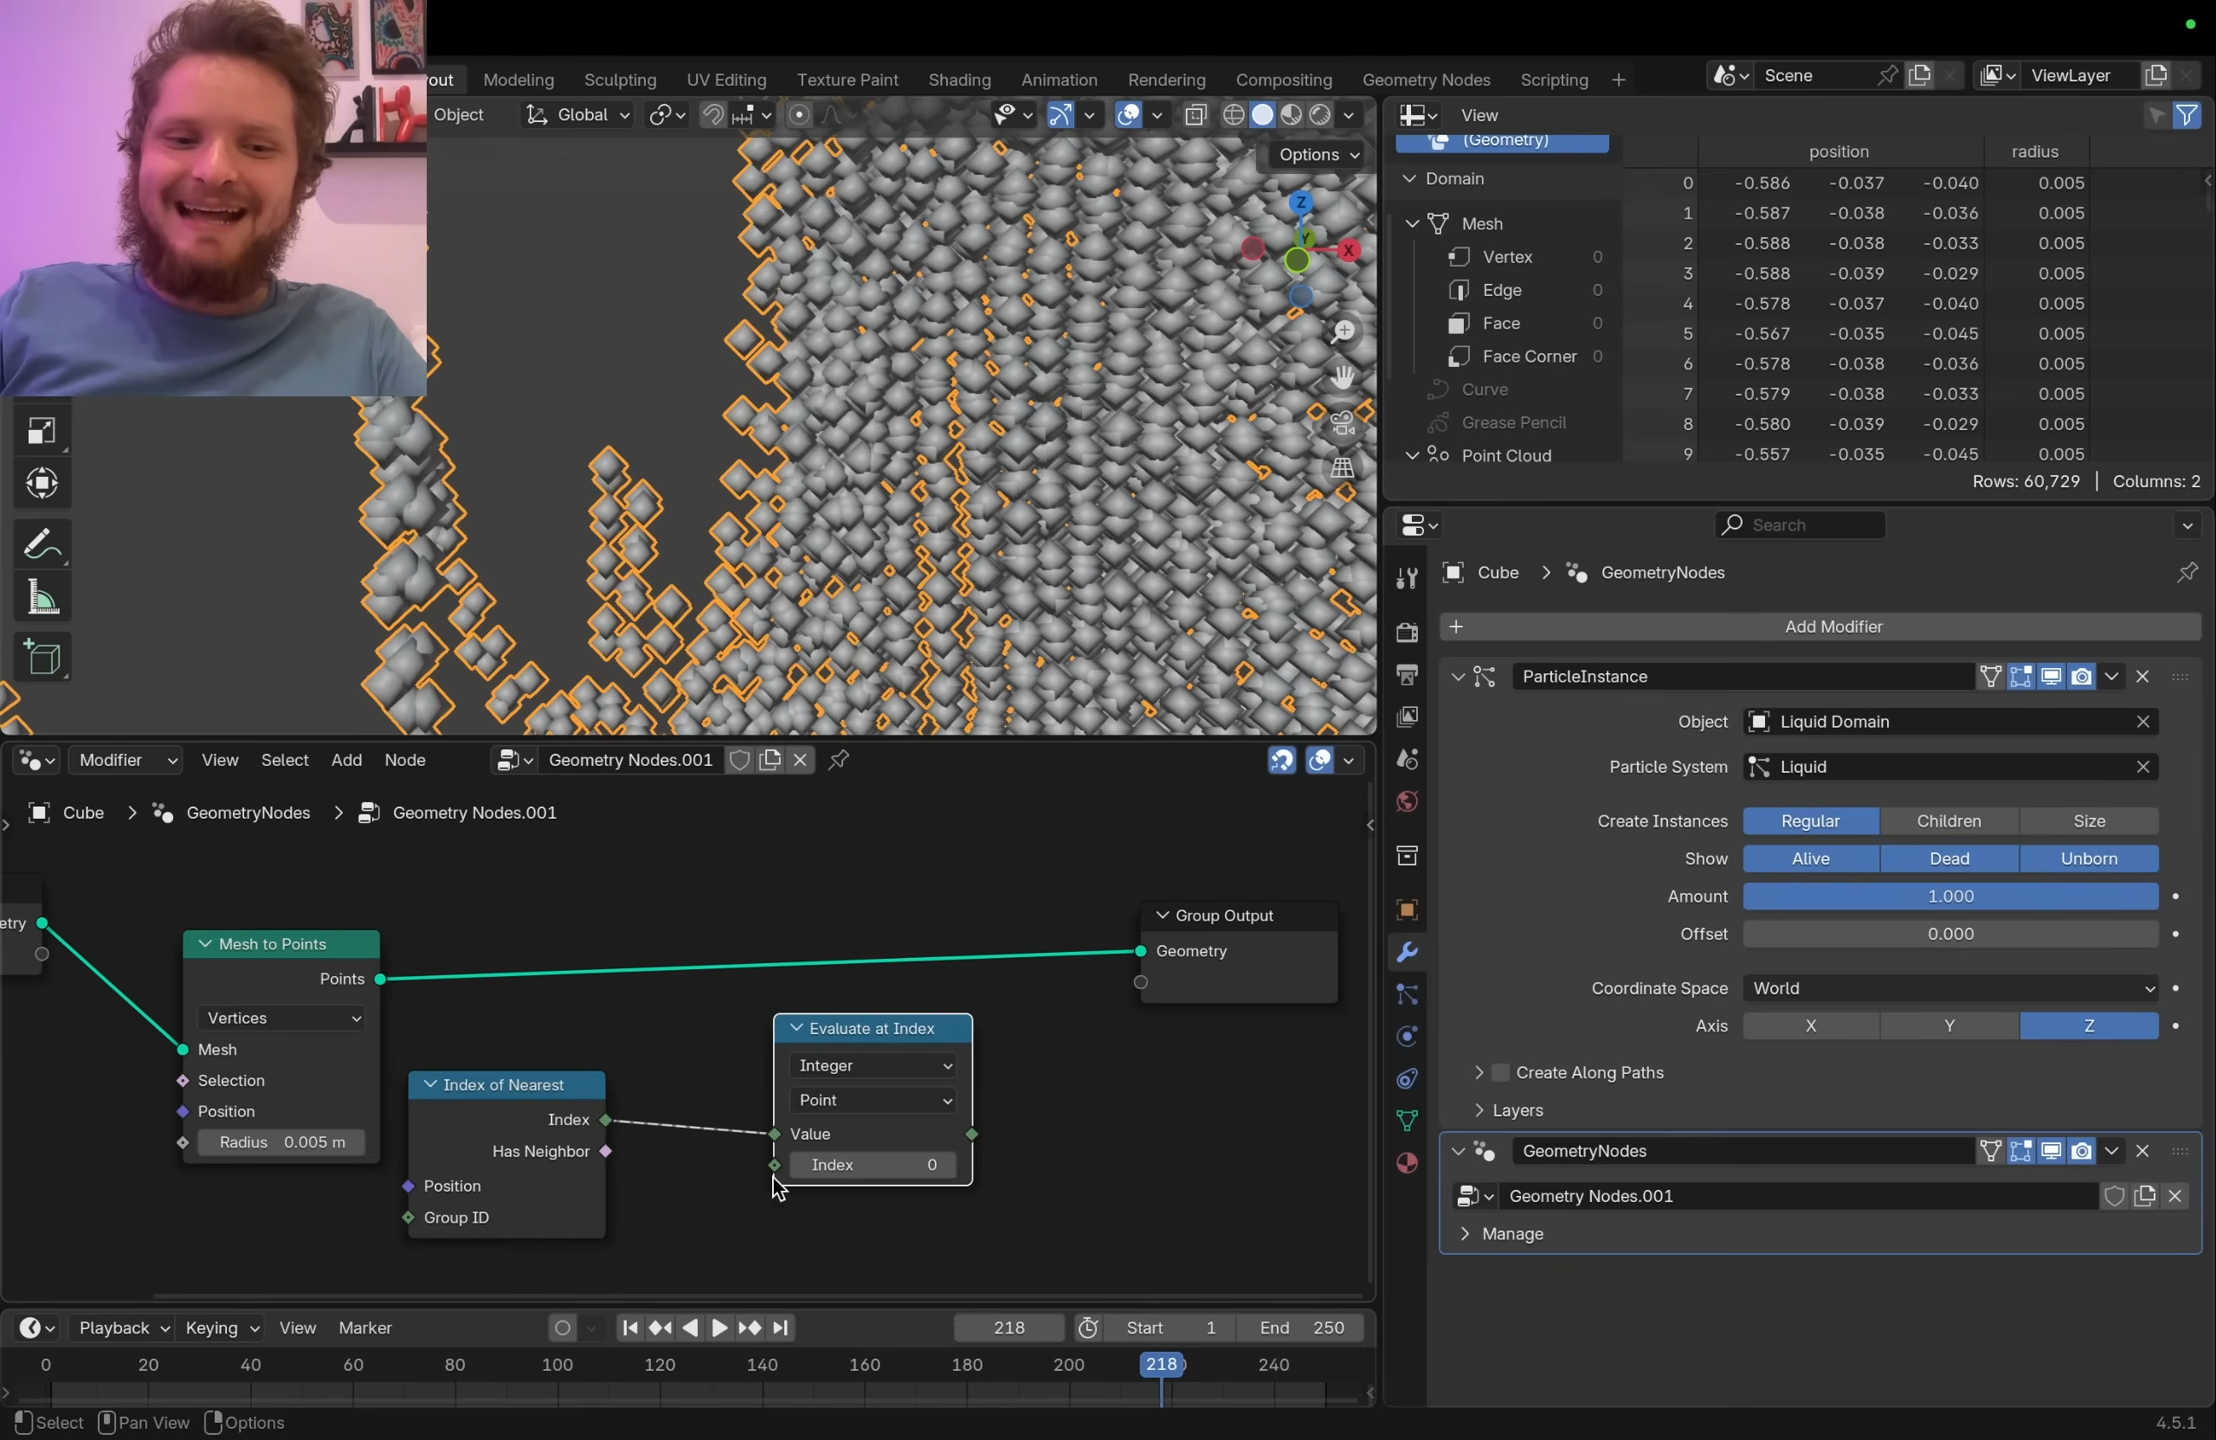 out Modeling Sculpting UV Editing Texture Paint Shading Animation Rendering Compositing Geometry Nodes Scripting + Scene ViewLayer
Object Global
Options
Z
Y
X
View
(Geometry)
Domain
Mesh
Vertex 0
Edge 0
Face 0
Face Corner 0
Curve
Grease Pencil
Point Cloud
position radius
0 -0.586 -0.037 -0.040 0.005
1 -0.587 -0.038 -0.036 0.005
2 -0.588 -0.038 -0.033 0.005
3 -0.588 -0.039 -0.029 0.005
4 -0.578 -0.037 -0.040 0.005
5 -0.567 -0.035 -0.045 0.005
6 -0.578 -0.038 -0.036 0.005
7 -0.579 -0.038 -0.033 0.005
8 -0.580 -0.039 -0.029 0.005
9 -0.557 -0.035 -0.045 0.005
Rows: 60,729 | Columns: 2
Search
Cube > GeometryNodes
+ Add Modifier
ParticleInstance
Object Liquid Domain
Particle System Liquid
Create Instances Regular Children Size
Show Alive Dead Unborn
Amount 1.000
Offset 0.000
Coordinate Space World
Axis X Y Z
Create Along Paths
Layers
GeometryNodes
Geometry Nodes.001
Manage
Modifier View Select Add Node Geometry Nodes.001
Cube > GeometryNodes > Geometry Nodes.001
etry
Mesh to Points
Points
Vertices
Mesh
Selection
Position
Radius 0.005 m
Index of Nearest
Index
Has Neighbor
Position
Group ID
Evaluate at Index
Integer
Point
Value
Index 0
Group Output
Geometry
Playback Keying View Marker 218 Start 1 End 250
0 20 40 60 80 100 120 140 160 180 200 218 240
Select Pan View Options 4.5.1